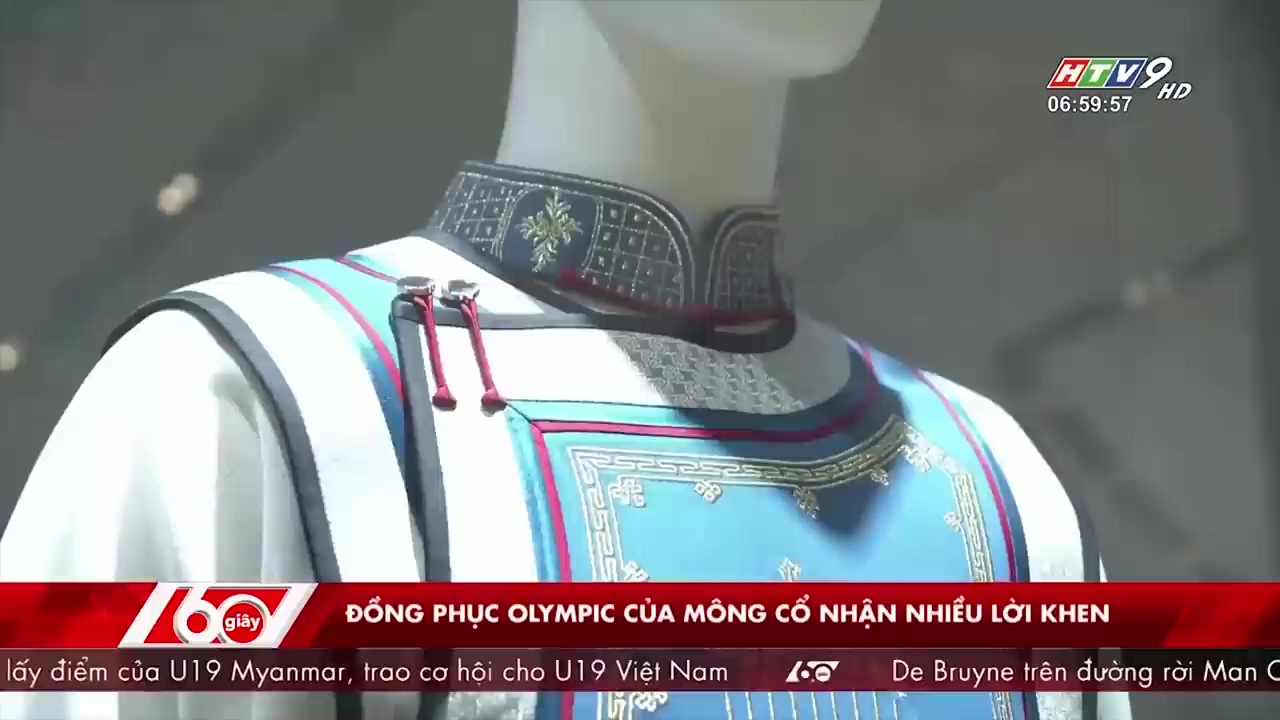 HTV9 HD
06:59:57
60 giây
ĐỒNG PHỤC OLYMPIC CỦA MÔNG CỔ NHẬN NHIỀU LỜI KHEN
lấy điểm của U19 Myanmar, trao cơ hội cho U19 Việt Nam 60 De Bruyne trên đường rời Man